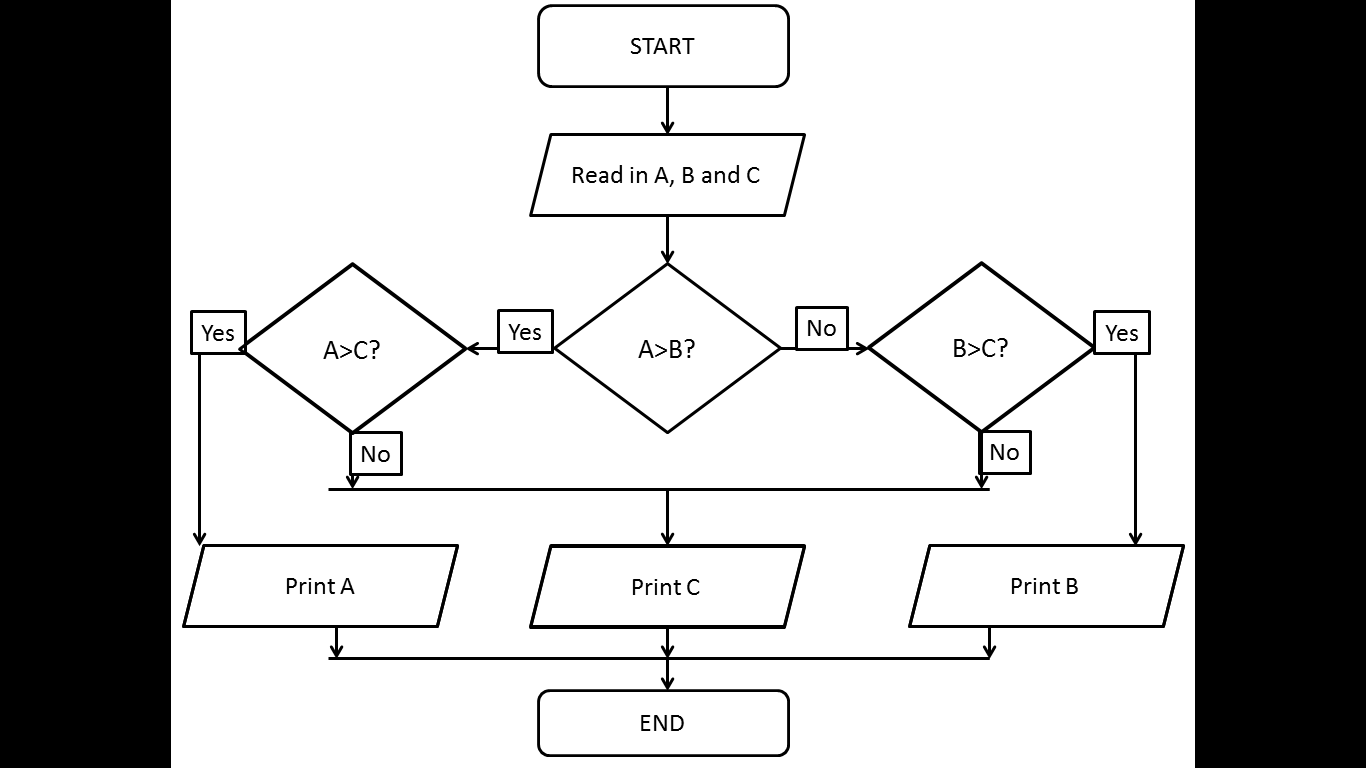 START
Read in A, B and C
Yes
A>C?
Yes
A>B?
No
B>C?
Yes
No
No
Print A
Print C
Print B
END